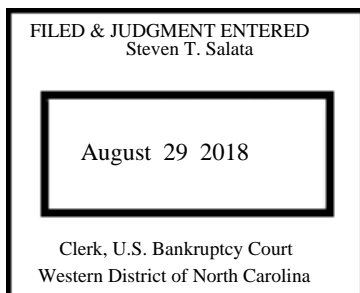 FILED & JUDGMENT ENTERED
Steven T. Salata
August 29 2018
Clerk, U.S. Bankruptcy Court
Western District of North Carolina